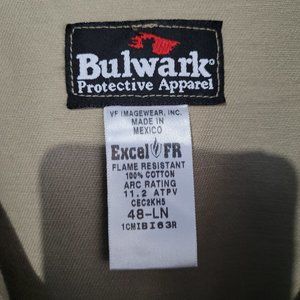 Bulwark®
Protective Apparel
VF IMAGEWEAR, INC.
MADE IN
MEXICO
Excel FR
FLAME RESISTANT
100% COTTON
ARC RATING
11.2 ATPV
CEC2KH5
48-LN
1CMIBI63R